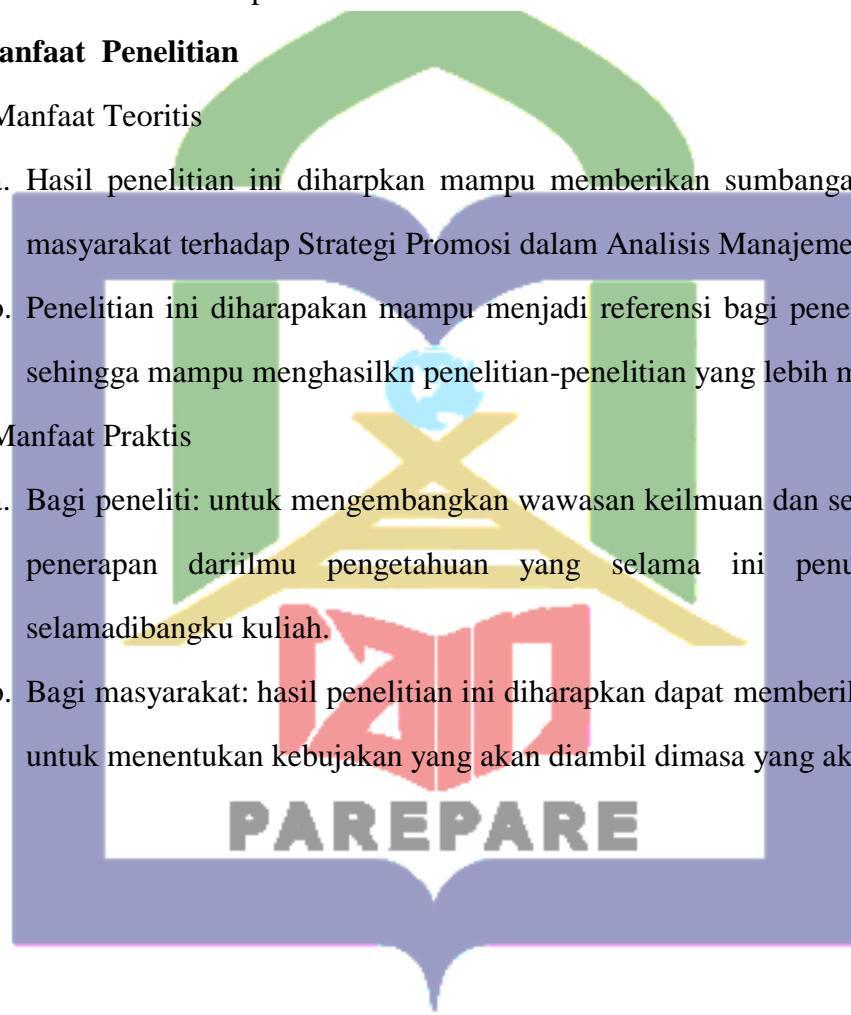 anfaat Penelitian
Manfaat Teoritis
a. Hasil penelitian ini diharpkan mampu memberikan sumbanga
masyarakat terhadap Strategi Promosi dalam Analisis Manajeme
b. Penelitian ini diharapakan mampu menjadi referensi bagi pene
sehingga mampu menghasilkn penelitian-penelitian yang lebih m
Manfaat Praktis
a. Bagi peneliti: untuk mengembangkan wawasan keilmuan dan se
penerapan dariilmu pengetahuan yang selama ini penu
selamadibangku kuliah.
b. Bagi masyarakat: hasil penelitian ini diharapkan dapat memberil
untuk menentukan kebujakan yang akan diambil dimasa yang ak
PAREPARE